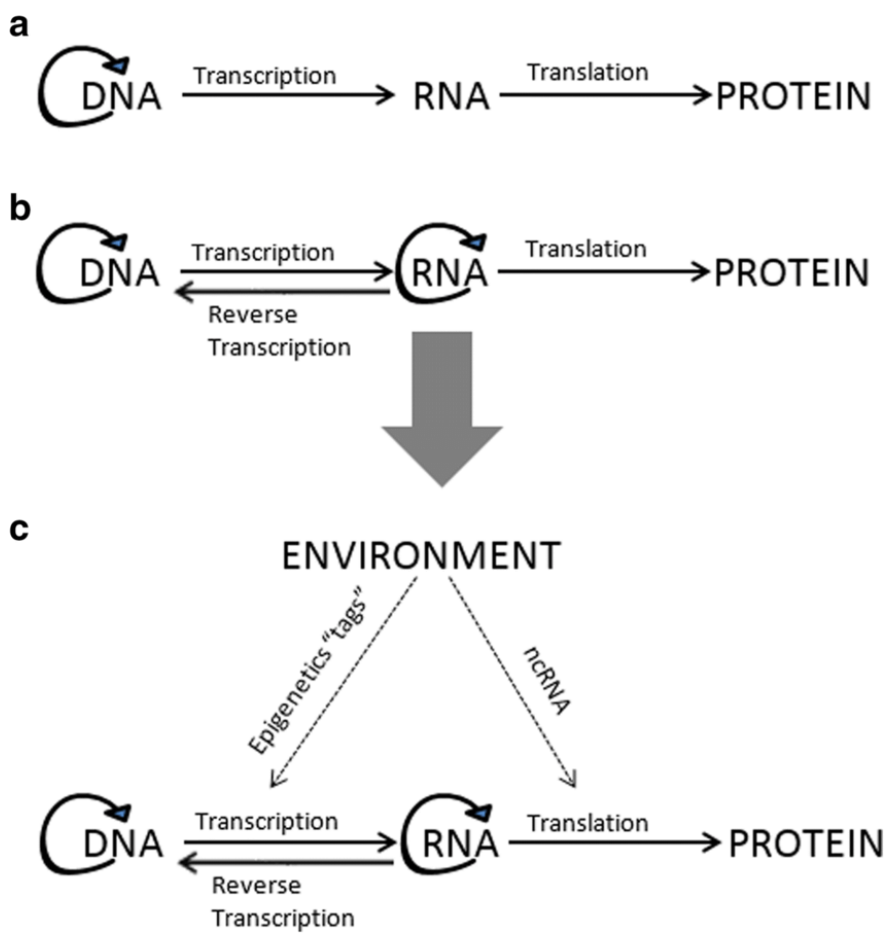 a
DNA Transcription RNA Translation PROTEIN
b
DNA Transcription RNA Translation PROTEIN
Reverse
Transcription
c
ENVIRONMENT
Epigenetics “tags”
ncRNA
DNA Transcription RNA Translation PROTEIN
Reverse
Transcription